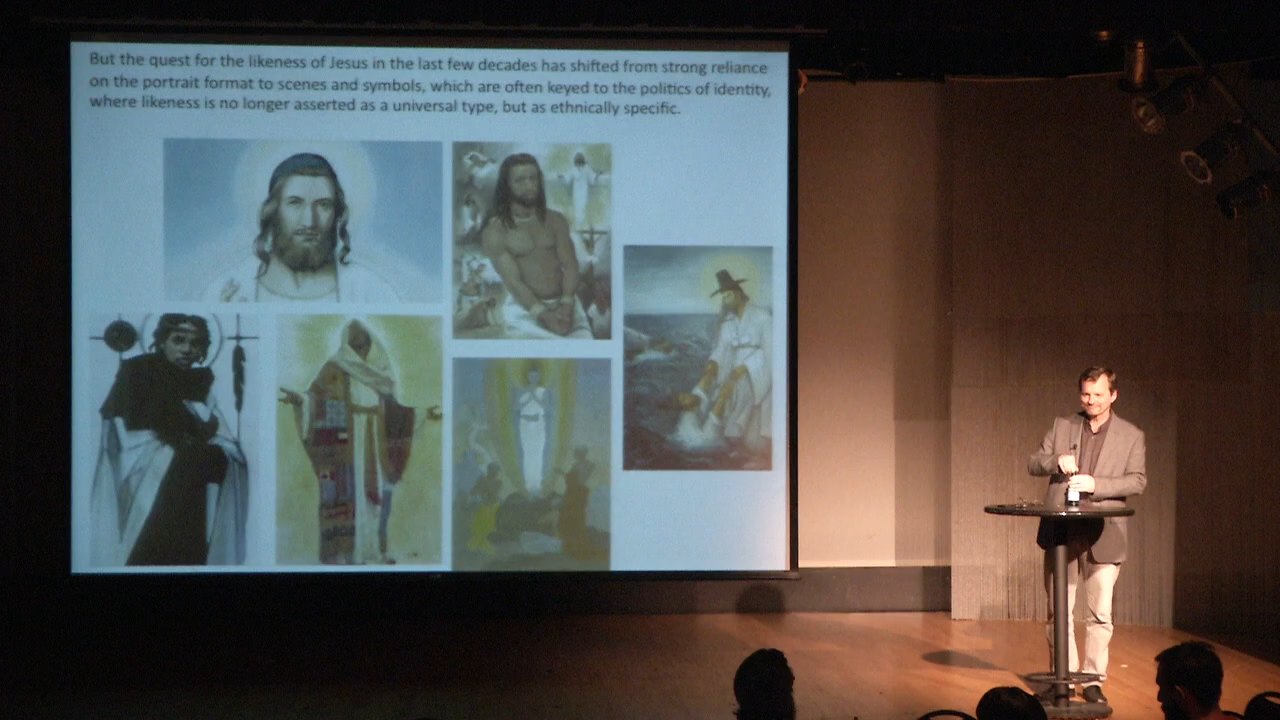 But the quest for the likeness of Jesus in the last few decades has shifted from strong reliance
on the portrait format to scenes and symbols, which are often keyed to the politics of identity,
where likeness is no longer asserted as a universal type, but as ethnically specific.